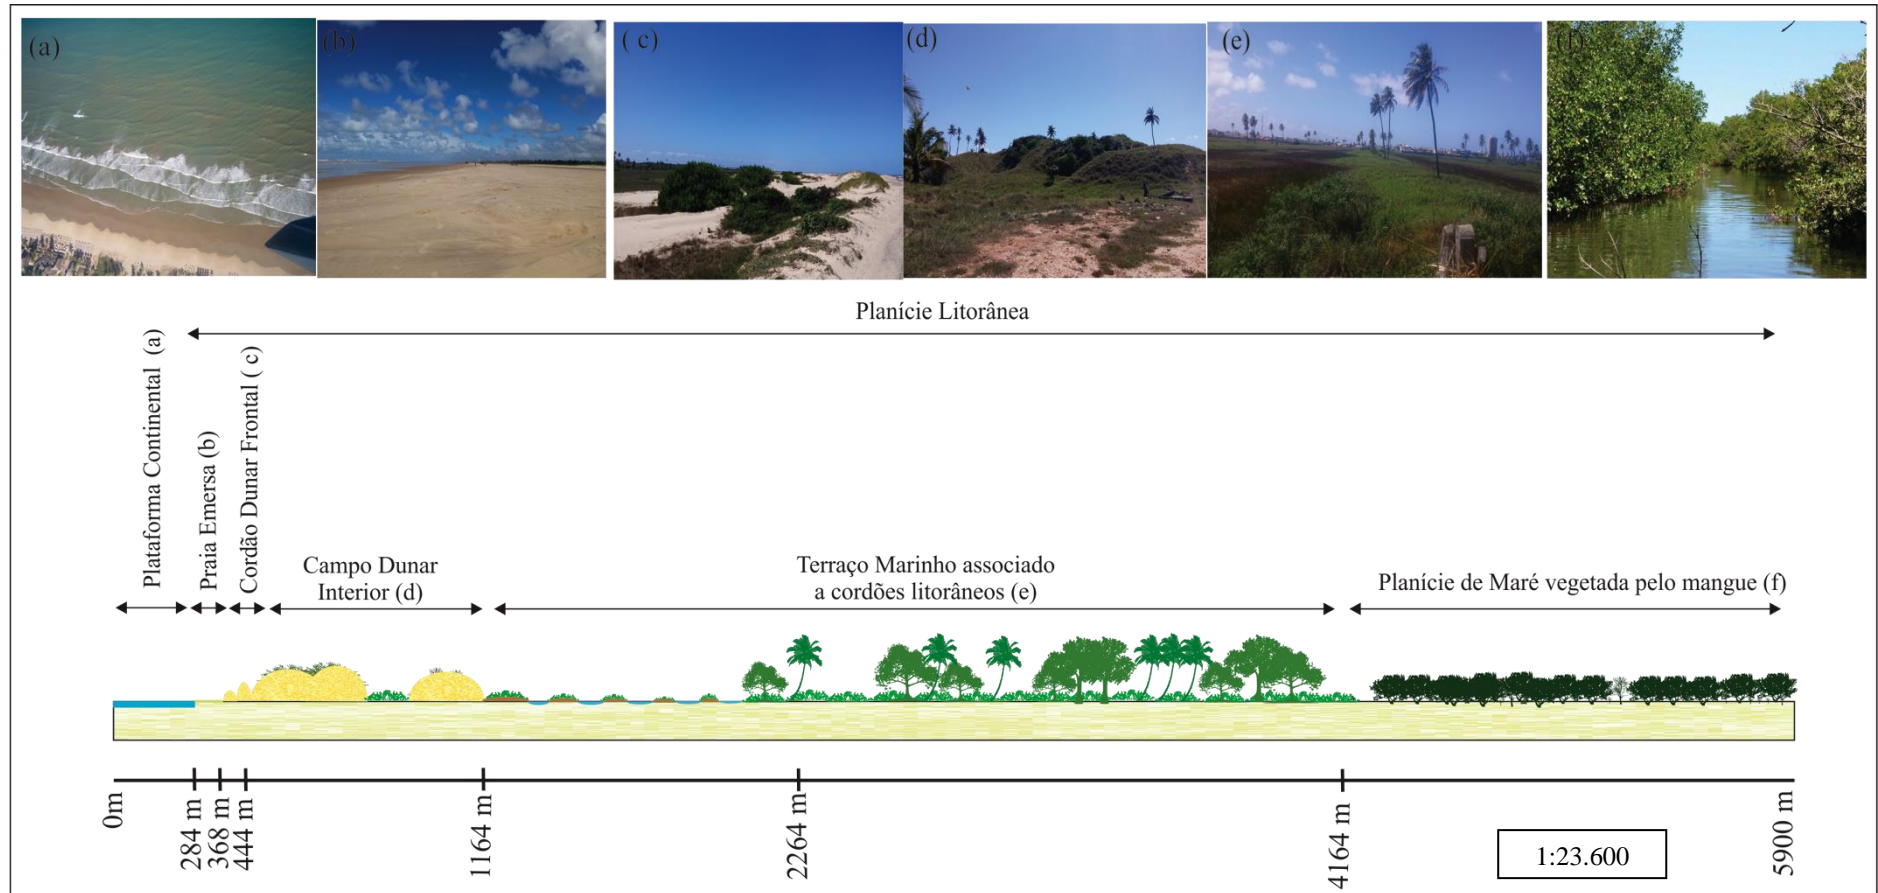 (a)
(b)
( c)
(d)
(e)
(f)
Planície Litorânea
Plataforma Continental (a)
Praia Emersa (b)
Cordão Dunar Frontal ( c)
Campo Dunar
Interior (d)
Terraço Marinho associado
a cordões litorâneos (e)
Planície de Maré vegetada pelo mangue (f)
0m
284 m
368 m
444 m
1164 m
2264 m
4164 m
5900 m
1:23.600